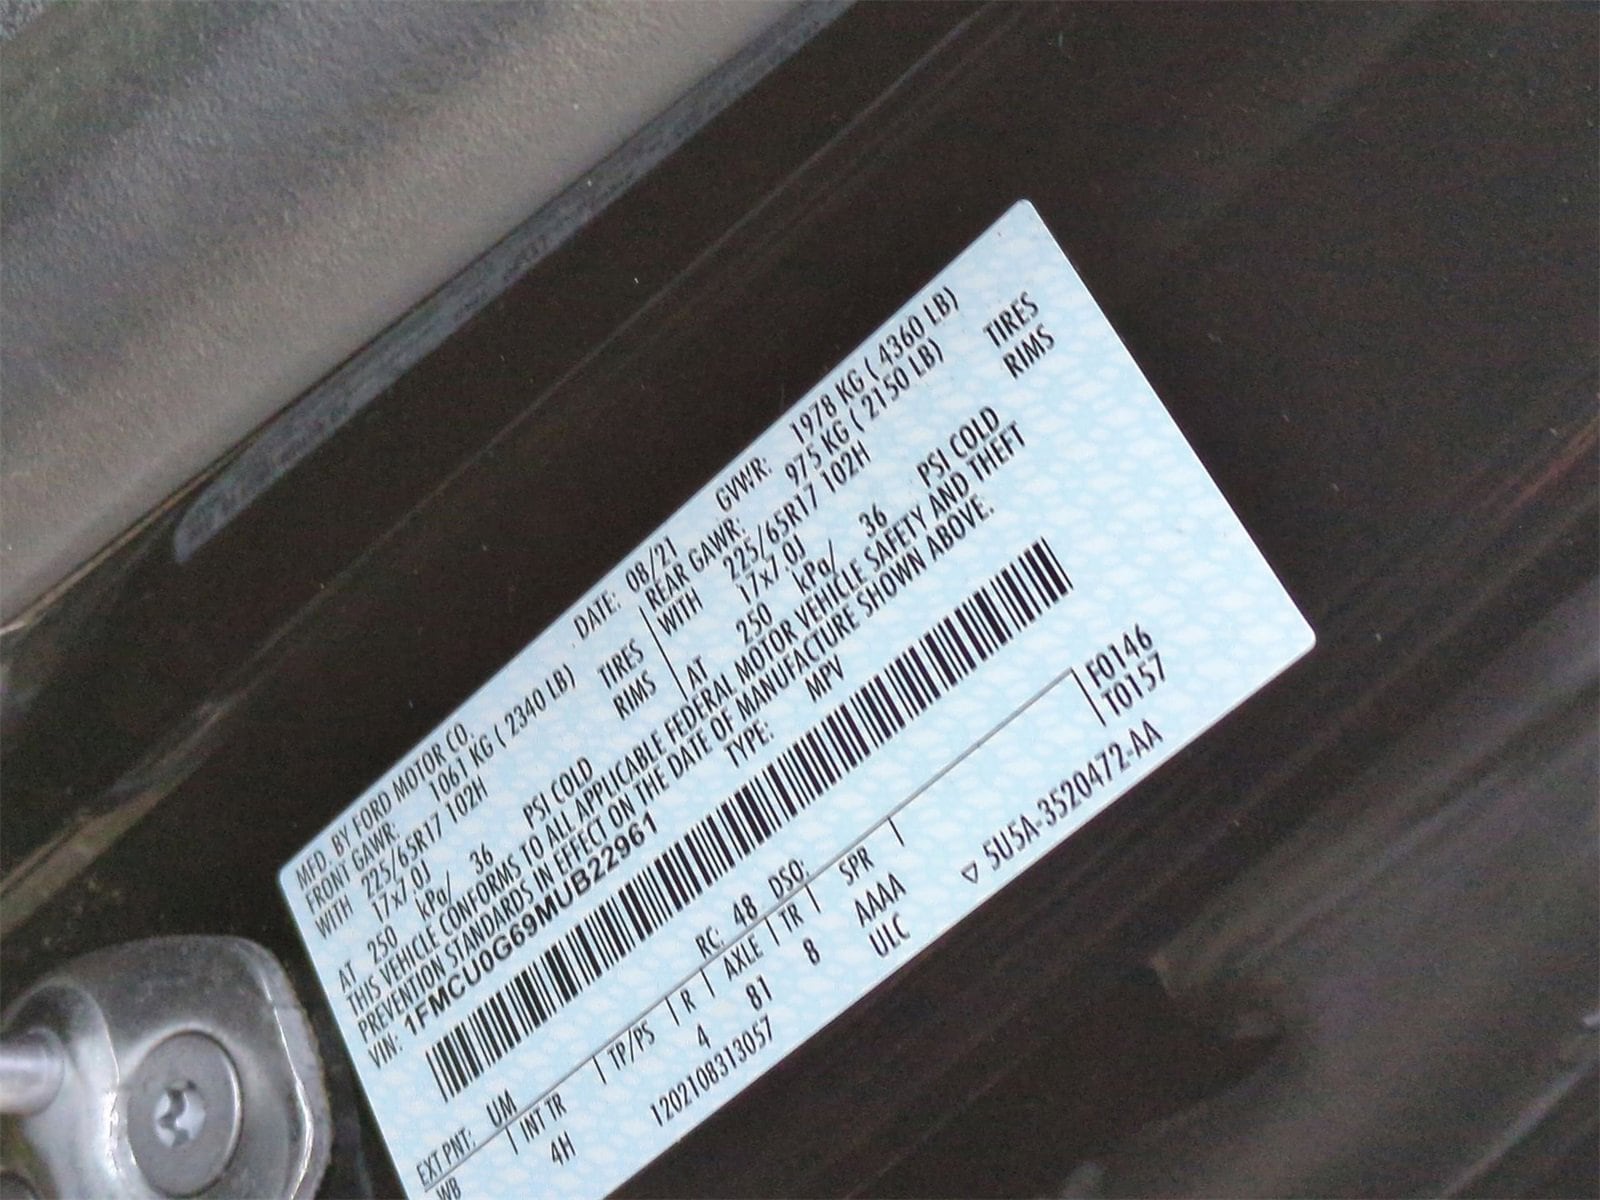 MFD. BY FORD MOTOR CO. DATE: 08/21 GVWR: 1978 KG ( 4360 LB)
FRONT GAWR: 1061 KG ( 2340 LB) REAR GAWR: 975 KG ( 2150 LB)
WITH 225/65R17 102H TIRES WITH 225/65R17 102H TIRES
17x7.0J RIMS 17x7.0J RIMS
AT 250 kPa/ 36 PSI COLD AT 250 kPa/ 36 PSI COLD
THIS VEHICLE CONFORMS TO ALL APPLICABLE FEDERAL MOTOR VEHICLE SAFETY AND THEFT
PREVENTION STANDARDS IN EFFECT ON THE DATE OF MANUFACTURE SHOWN ABOVE.
VIN: 1FMCU0G69MUB22961 TYPE: MPV
EXT PNT: UM RC: 48 DSO: F0146
WB INT TR TP/PS R AXLE TR SPR T0157
4H 4 81 8 AAAA
1202108313057 ULC ▽ 5U5A-3520472-AA